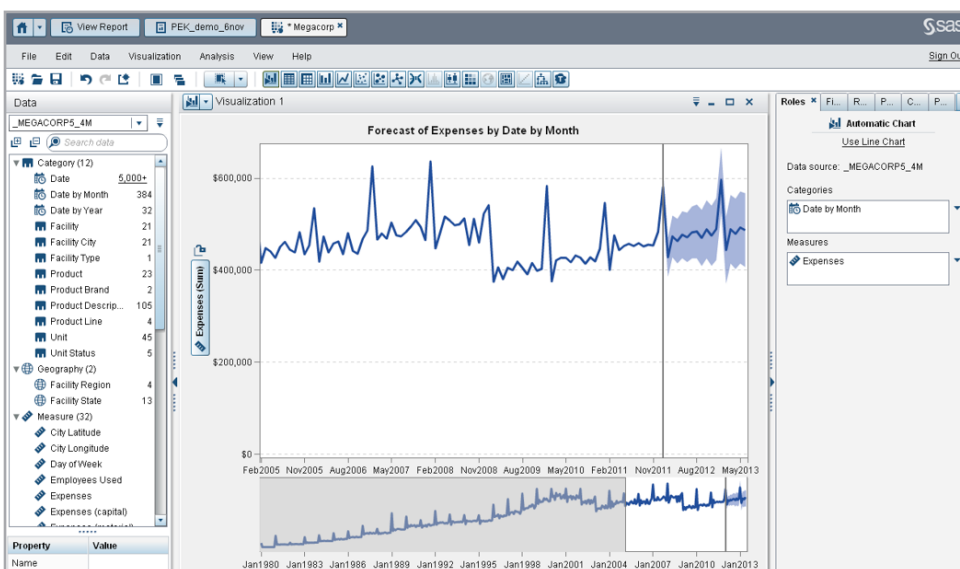 View Report
PEK_demo_6nov
* Megacorp
sas
File Edit Data Visualization Analysis View Help
Sign Ou
Data
_MEGACORP5_4M
Search data
Category (12)
Date 5,000+
Date by Month 384
Date by Year 32
Facility 21
Facility City 21
Facility Type 1
Product 23
Product Brand 2
Product Descrip... 105
Product Line 4
Unit 45
Unit Status 5
Geography (2)
Facility Region 4
Facility State 13
Measure (32)
City Latitude
City Longitude
Day of Week
Employees Used
Expenses
Expenses (capital)
Expenses (material)
Property Value
Name
Visualization 1
Forecast of Expenses by Date by Month
Expenses (Sum)
$600,000
$400,000
$200,000
$0
Feb2005 Nov2005 Aug2006 May2007 Feb2008 Nov2008 Aug2009 May2010 Feb2011 Nov2011 Aug2012 May2013
Jan1980 Jan1983 Jan1986 Jan1989 Jan1992 Jan1995 Jan1998 Jan2001 Jan2004 Jan2007 Jan2010 Jan2013
Roles Fi... R... P... C... P...
Automatic Chart
Use Line Chart
Data source: _MEGACORP5_4M
Categories
Date by Month
Measures
Expenses